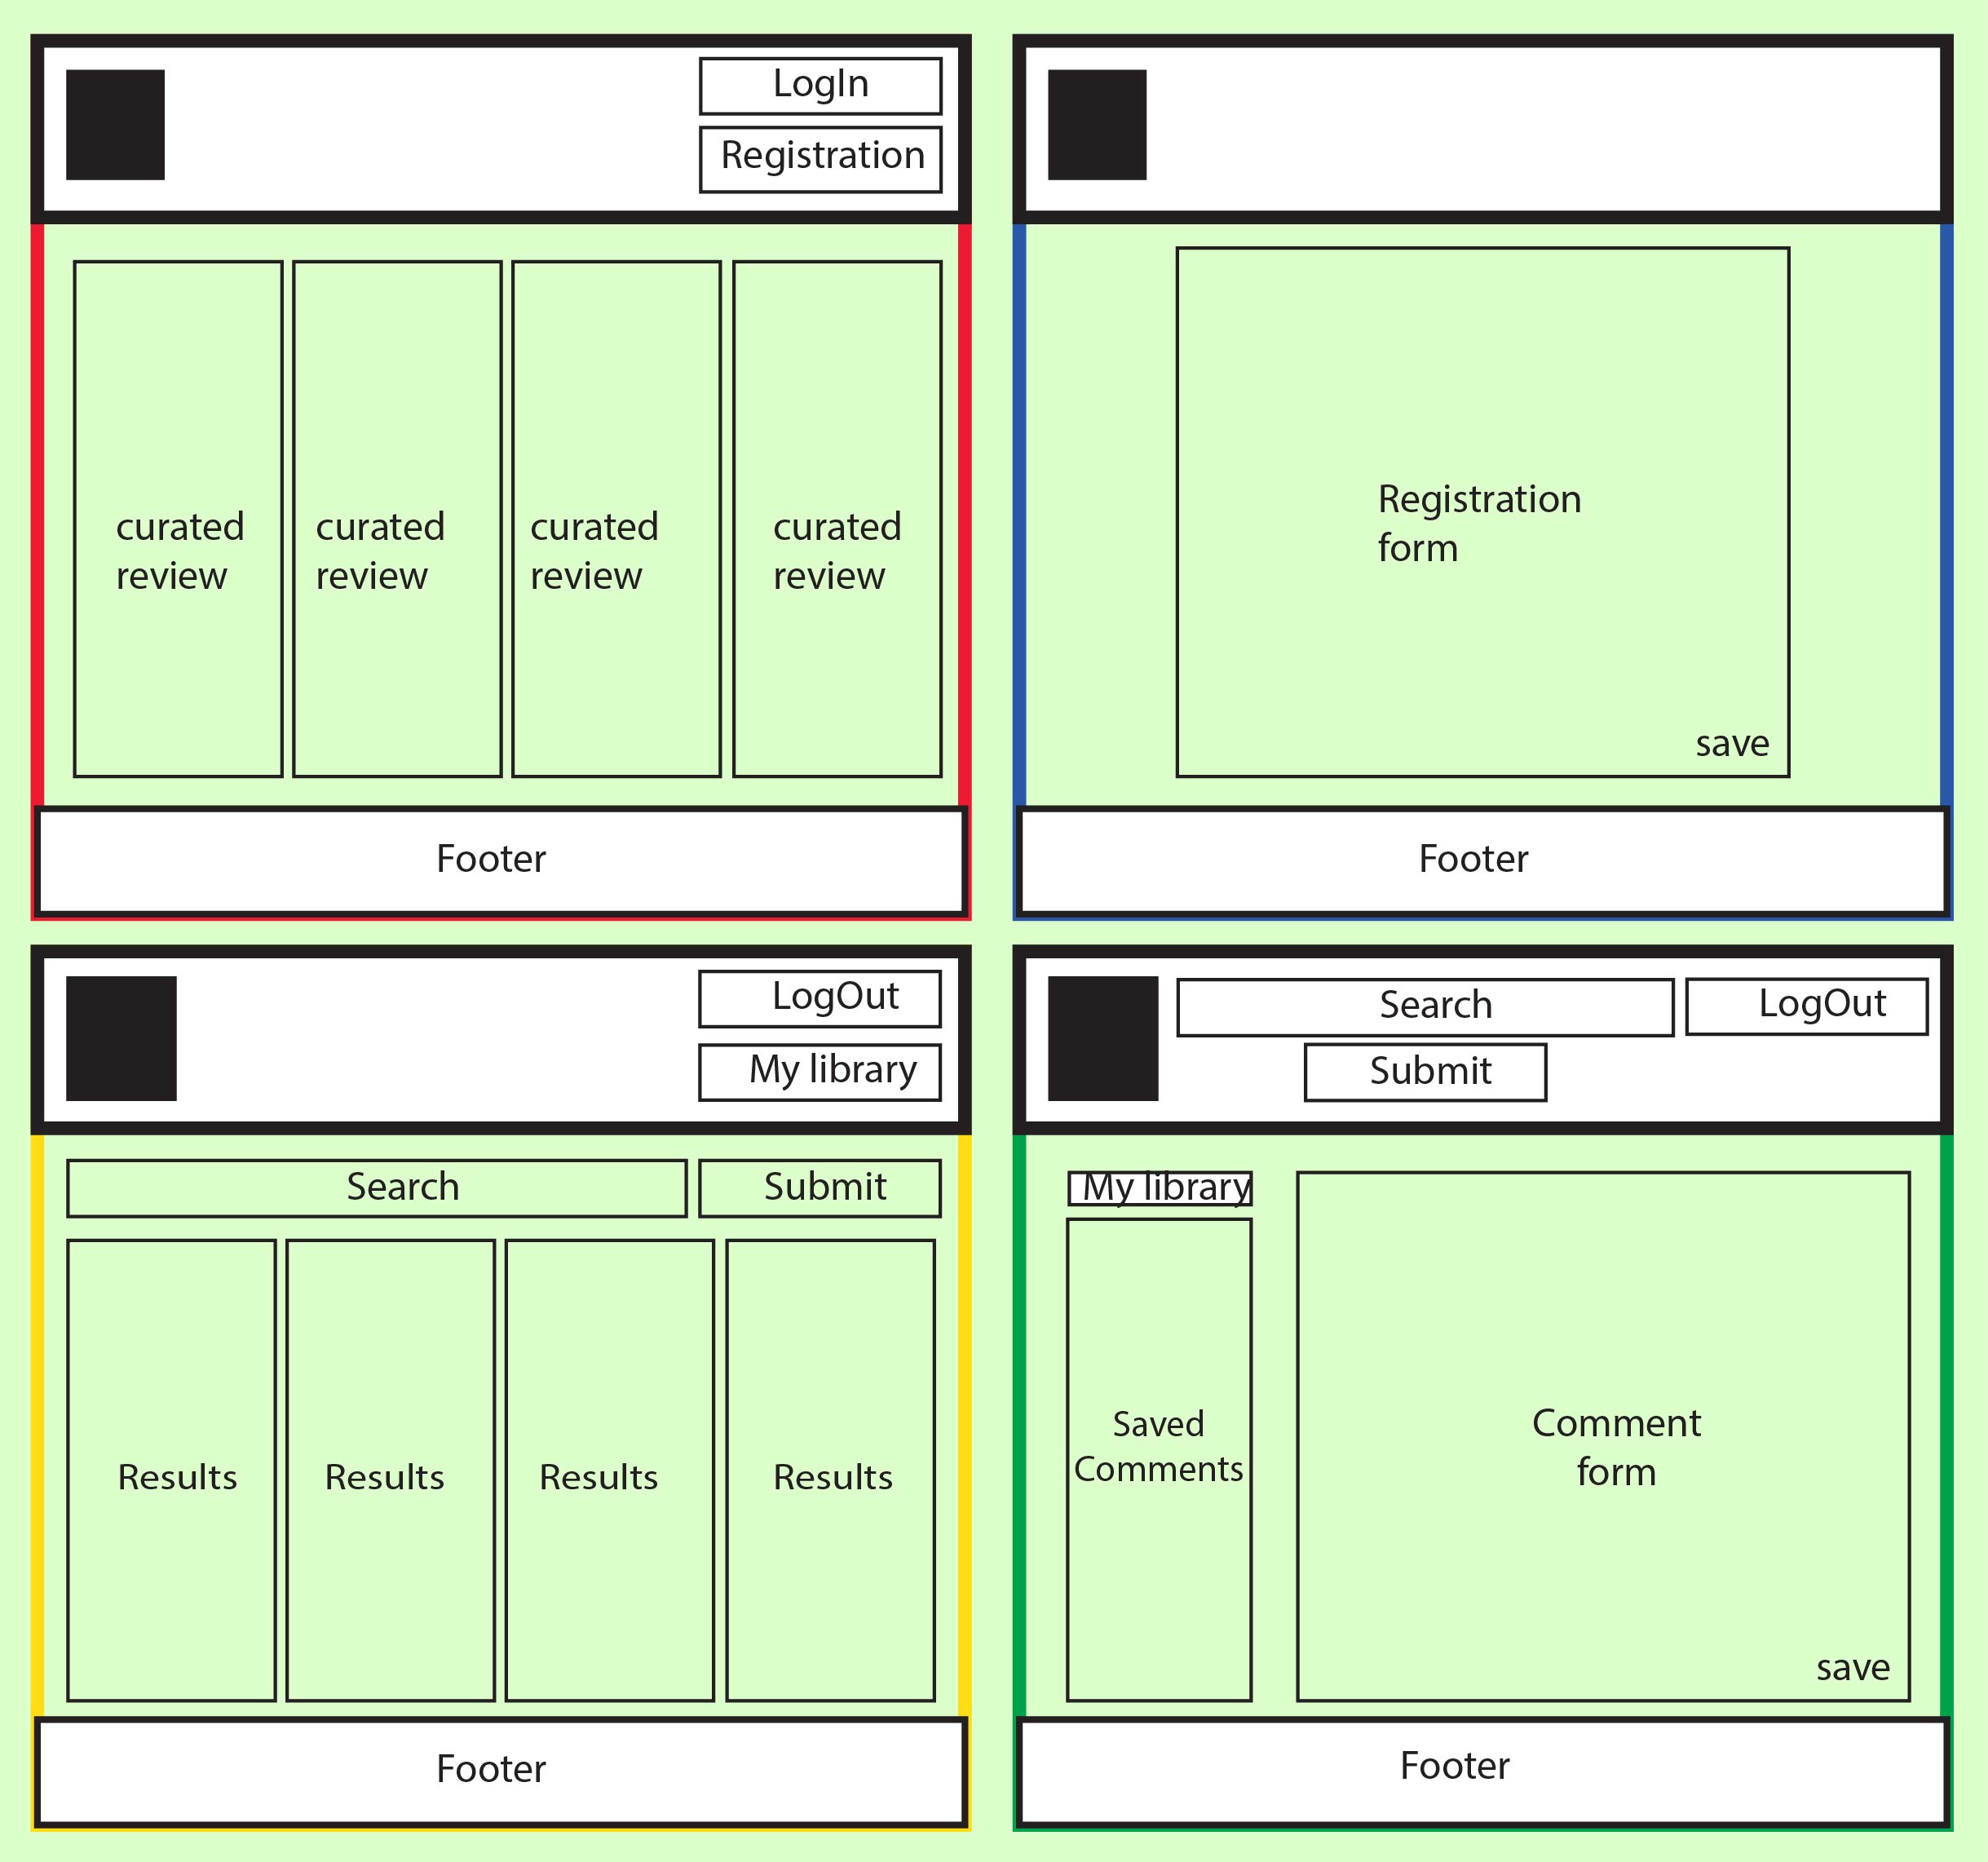 LogIn
Registration
curated
review
curated
review
curated
review
curated
review
Footer
Registration
form
save
Footer
LogOut
My library
Search
Submit
Results
Results
Results
Results
Footer
Search
LogOut
Submit
My library
Saved
Comments
Comment
form
save
Footer